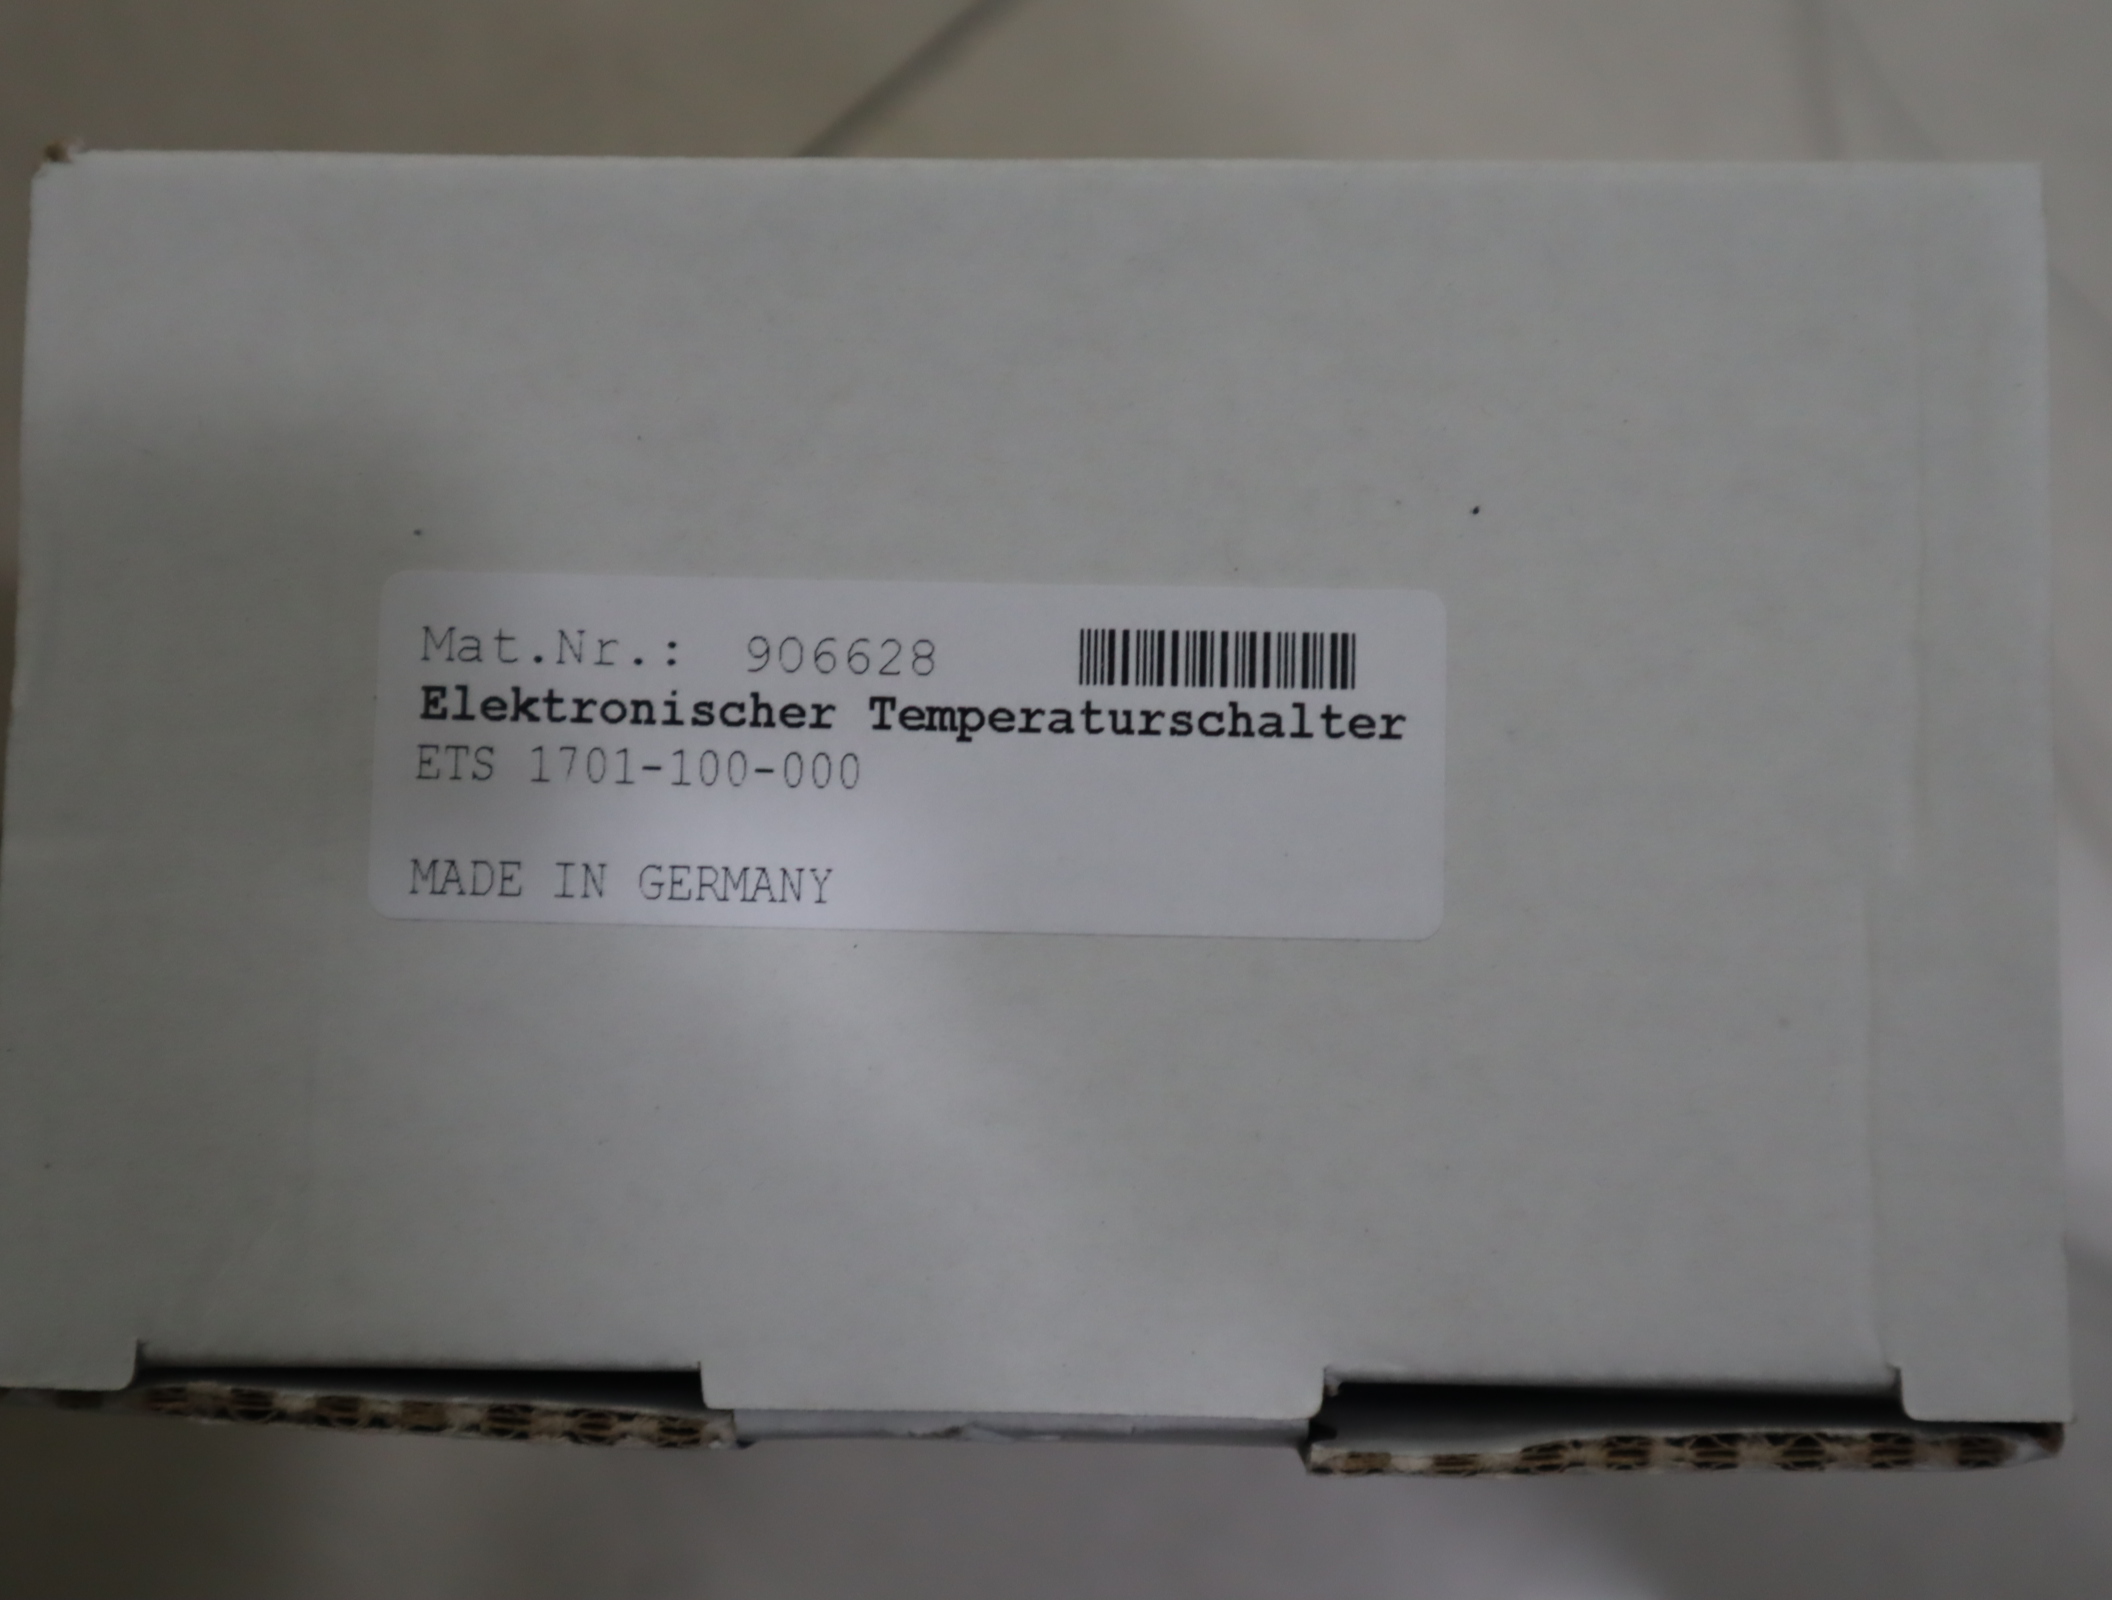 Mat.Nr.: 906628
Elektronischer Temperaturschalter
ETS 1701-100-000
MADE IN GERMANY